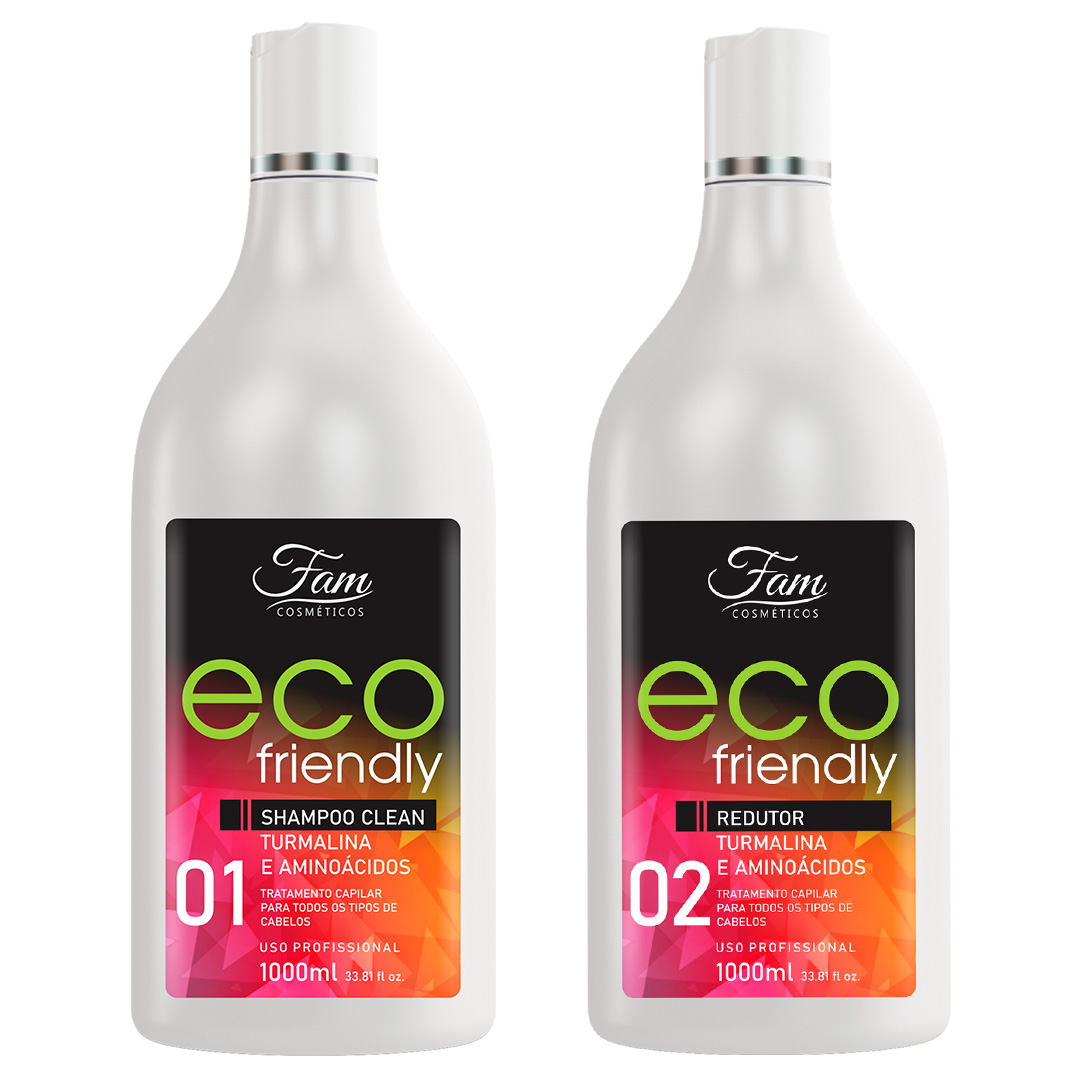 Fam
COSMÉTICOS
eco
friendly
SHAMPOO CLEAN
TURMALINA
E AMINOÁCIDOS
01
TRATAMENTO CAPILAR
PARA TODOS OS TIPOS DE
CABELOS
USO PROFISSIONAL
1000ml 33.81 fl oz.
Fam
COSMÉTICOS
eco
friendly
REDUTOR
TURMALINA
E AMINOÁCIDOS
02
TRATAMENTO CAPILAR
PARA TODOS OS TIPOS DE
CABELOS
USO PROFISSIONAL
1000ml 33.81 fl oz.